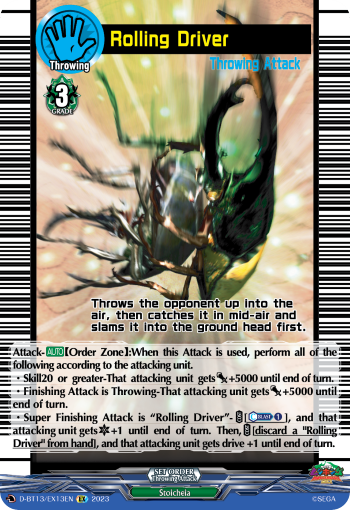 Rolling Driver
Throwing
Throwing Attack
3
GRADE
Throws the opponent up into the
air, then catches it in mid-air and
slams it into the ground head first.
Attack-AUTO【Order Zone】:When this Attack is used, perform all of the
following according to the attacking unit.
・Skill20 or greater-That attacking unit gets +5000 until end of turn.
・Finishing Attack is Throwing-That attacking unit gets +5000 until
end of turn.
・Super Finishing Attack is “Rolling Driver”- [ BLAST 1 ], and that
attacking unit gets +1 until end of turn. Then, [discard a "Rolling
Driver" from hand], and that attacking unit gets drive +1 until end of turn.
SET ORDER
Throwing Attack
Stoicheia
D-BT13/EX13EN EX 2023
©SEGA